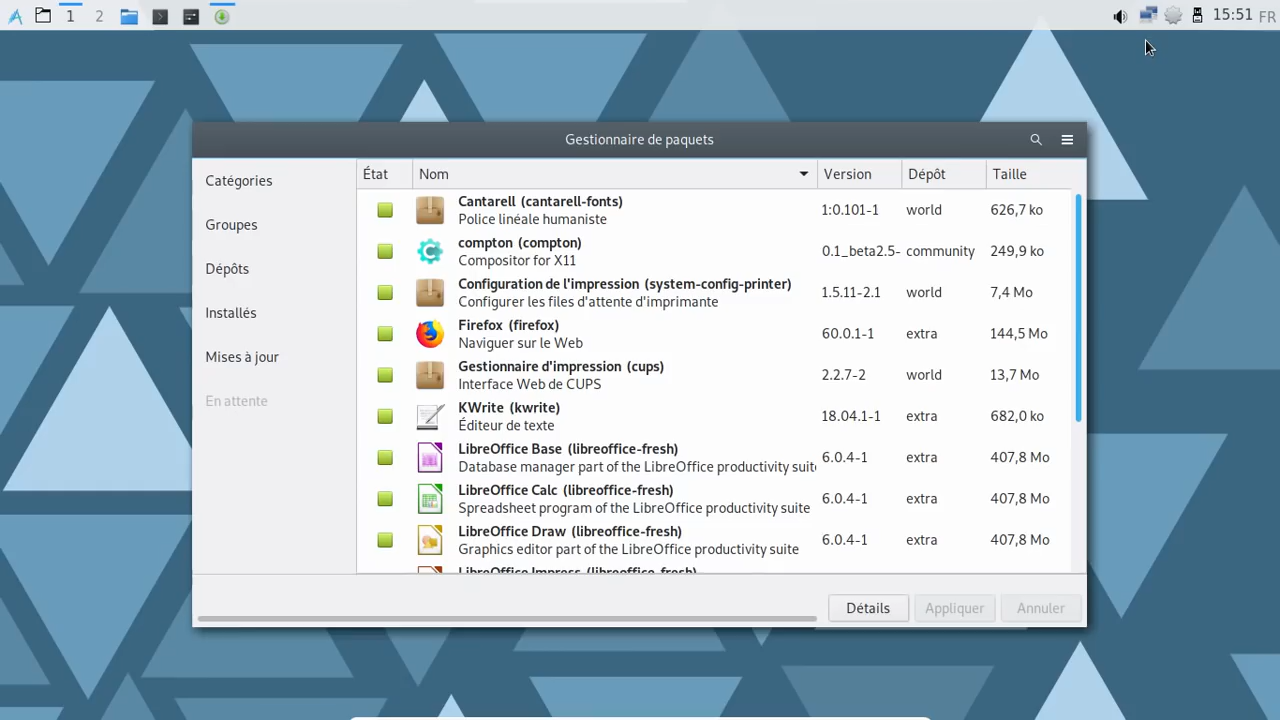 1 2 15:51 FR
Gestionnaire de paquets
Catégories
Groupes
Dépôts
Installés
Mises à jour
En attente
État Nom Version Dépôt Taille
Cantarell (cantarell-fonts) 1:0.101-1 world 626,7 ko
Police linéale humaniste
compton (compton) 0.1_beta2.5- community 249,9 ko
Compositor for X11
Configuration de l'impression (system-config-printer) 1.5.11-2.1 world 7,4 Mo
Configurer les files d'attente d'imprimante
Firefox (firefox) 60.0.1-1 extra 144,5 Mo
Naviguer sur le Web
Gestionnaire d'impression (cups) 2.2.7-2 world 13,7 Mo
Interface Web de CUPS
KWrite (kwrite) 18.04.1-1 extra 682,0 ko
Éditeur de texte
LibreOffice Base (libreoffice-fresh) 6.0.4-1 extra 407,8 Mo
Database manager part of the LibreOffice productivity suite
LibreOffice Calc (libreoffice-fresh) 6.0.4-1 extra 407,8 Mo
Spreadsheet program of the LibreOffice productivity suite
LibreOffice Draw (libreoffice-fresh) 6.0.4-1 extra 407,8 Mo
Graphics editor part of the LibreOffice productivity suite
LibreOffice Impress (libreoffice-fresh)
Détails Appliquer Annuler